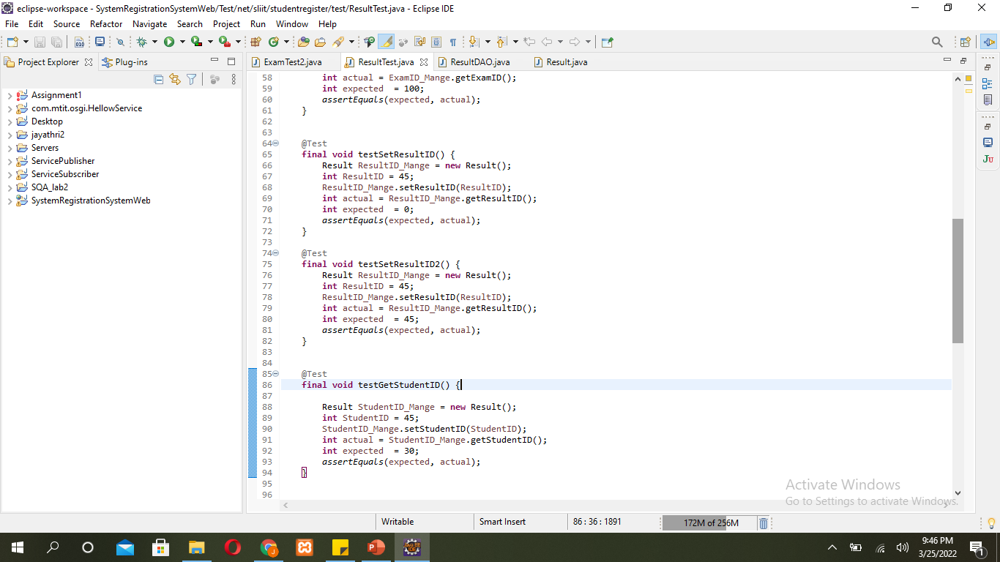 eclipse-workspace - SystemRegistrationSystemWeb/Test/net/sliit/studentregister/test/ResultTest.java - Eclipse IDE
File Edit Source Refactor Navigate Search Project Run Window Help
Project Explorer Plug-ins
ExamTest2.java ResultTest.java ResultDAO.java Result.java
Assignment1
com.mtit.osgi.HellowService
Desktop
jayathri2
Servers
ServicePublisher
ServiceSubscriber
SQA_lab2
SystemRegistrationSystemWeb
58 int actual = ExamID_Mange.getExamID();
59 int expected = 100;
60 assertEquals(expected, actual);
61 }
62
63
64 @Test
65 final void testSetResultID() {
66 Result ResultID_Mange = new Result();
67 int ResultID = 45;
68 ResultID_Mange.setResultID(ResultID);
69 int actual = ResultID_Mange.getResultID();
70 int expected = 0;
71 assertEquals(expected, actual);
72 }
73
74 @Test
75 final void testSetResultID2() {
76 Result ResultID_Mange = new Result();
77 int ResultID = 45;
78 ResultID_Mange.setResultID(ResultID);
79 int actual = ResultID_Mange.getResultID();
80 int expected = 45;
81 assertEquals(expected, actual);
82 }
83
84
85 @Test
86 final void testGetStudentID() {
87
88 Result StudentID_Mange = new Result();
89 int StudentID = 45;
90 StudentID_Mange.setStudentID(StudentID);
91 int actual = StudentID_Mange.getStudentID();
92 int expected = 30;
93 assertEquals(expected, actual);
94 }
95
96
Activate Windows
Go to Settings to activate Windows.
Writable Smart Insert 86 : 36 : 1891 172M of 256M
9:46 PM
3/25/2022
1